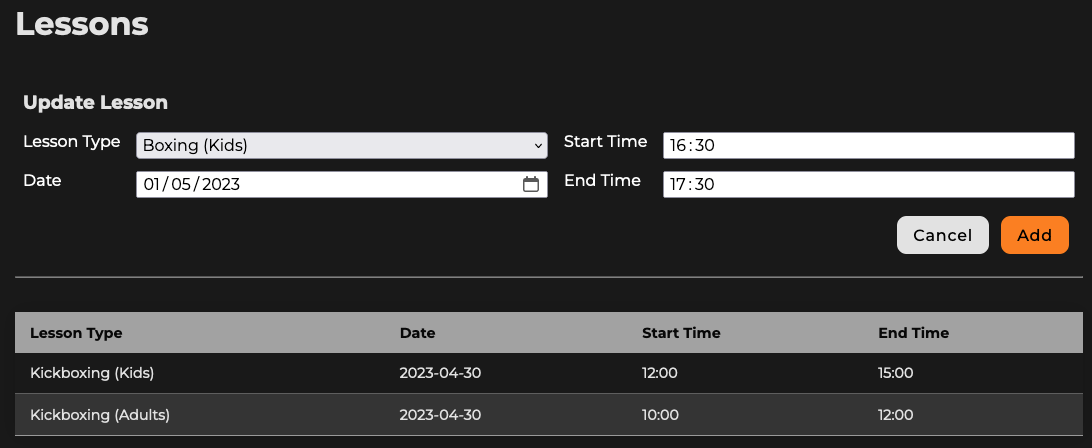 Lessons
Update Lesson
Lesson Type Boxing (Kids) Start Time 16:30
Date 01/05/2023 End Time 17:30
Cancel Add
Lesson Type Date Start Time End Time
Kickboxing (Kids) 2023-04-30 12:00 15:00
Kickboxing (Adults) 2023-04-30 10:00 12:00